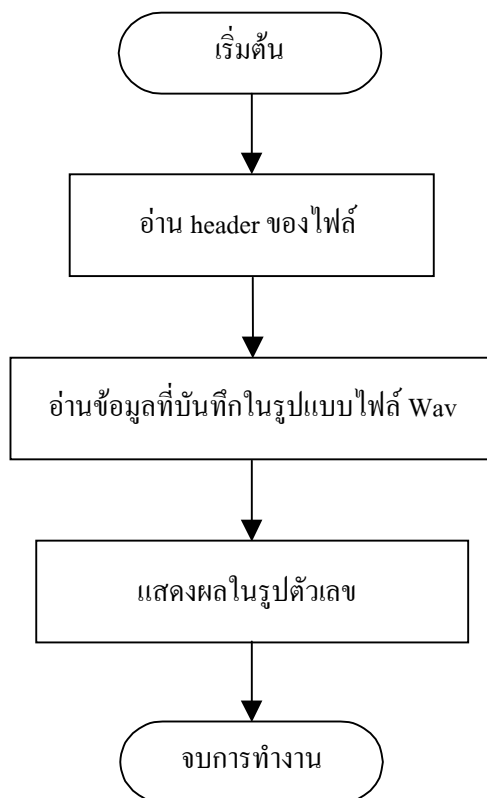 เริ่มต้น
อ่าน header ของไฟล์
อ่านข้อมูลที่บันทึกในรูปแบบไฟล์ Wav
แสดงผลในรูปตัวเลข
จบการทำงาน